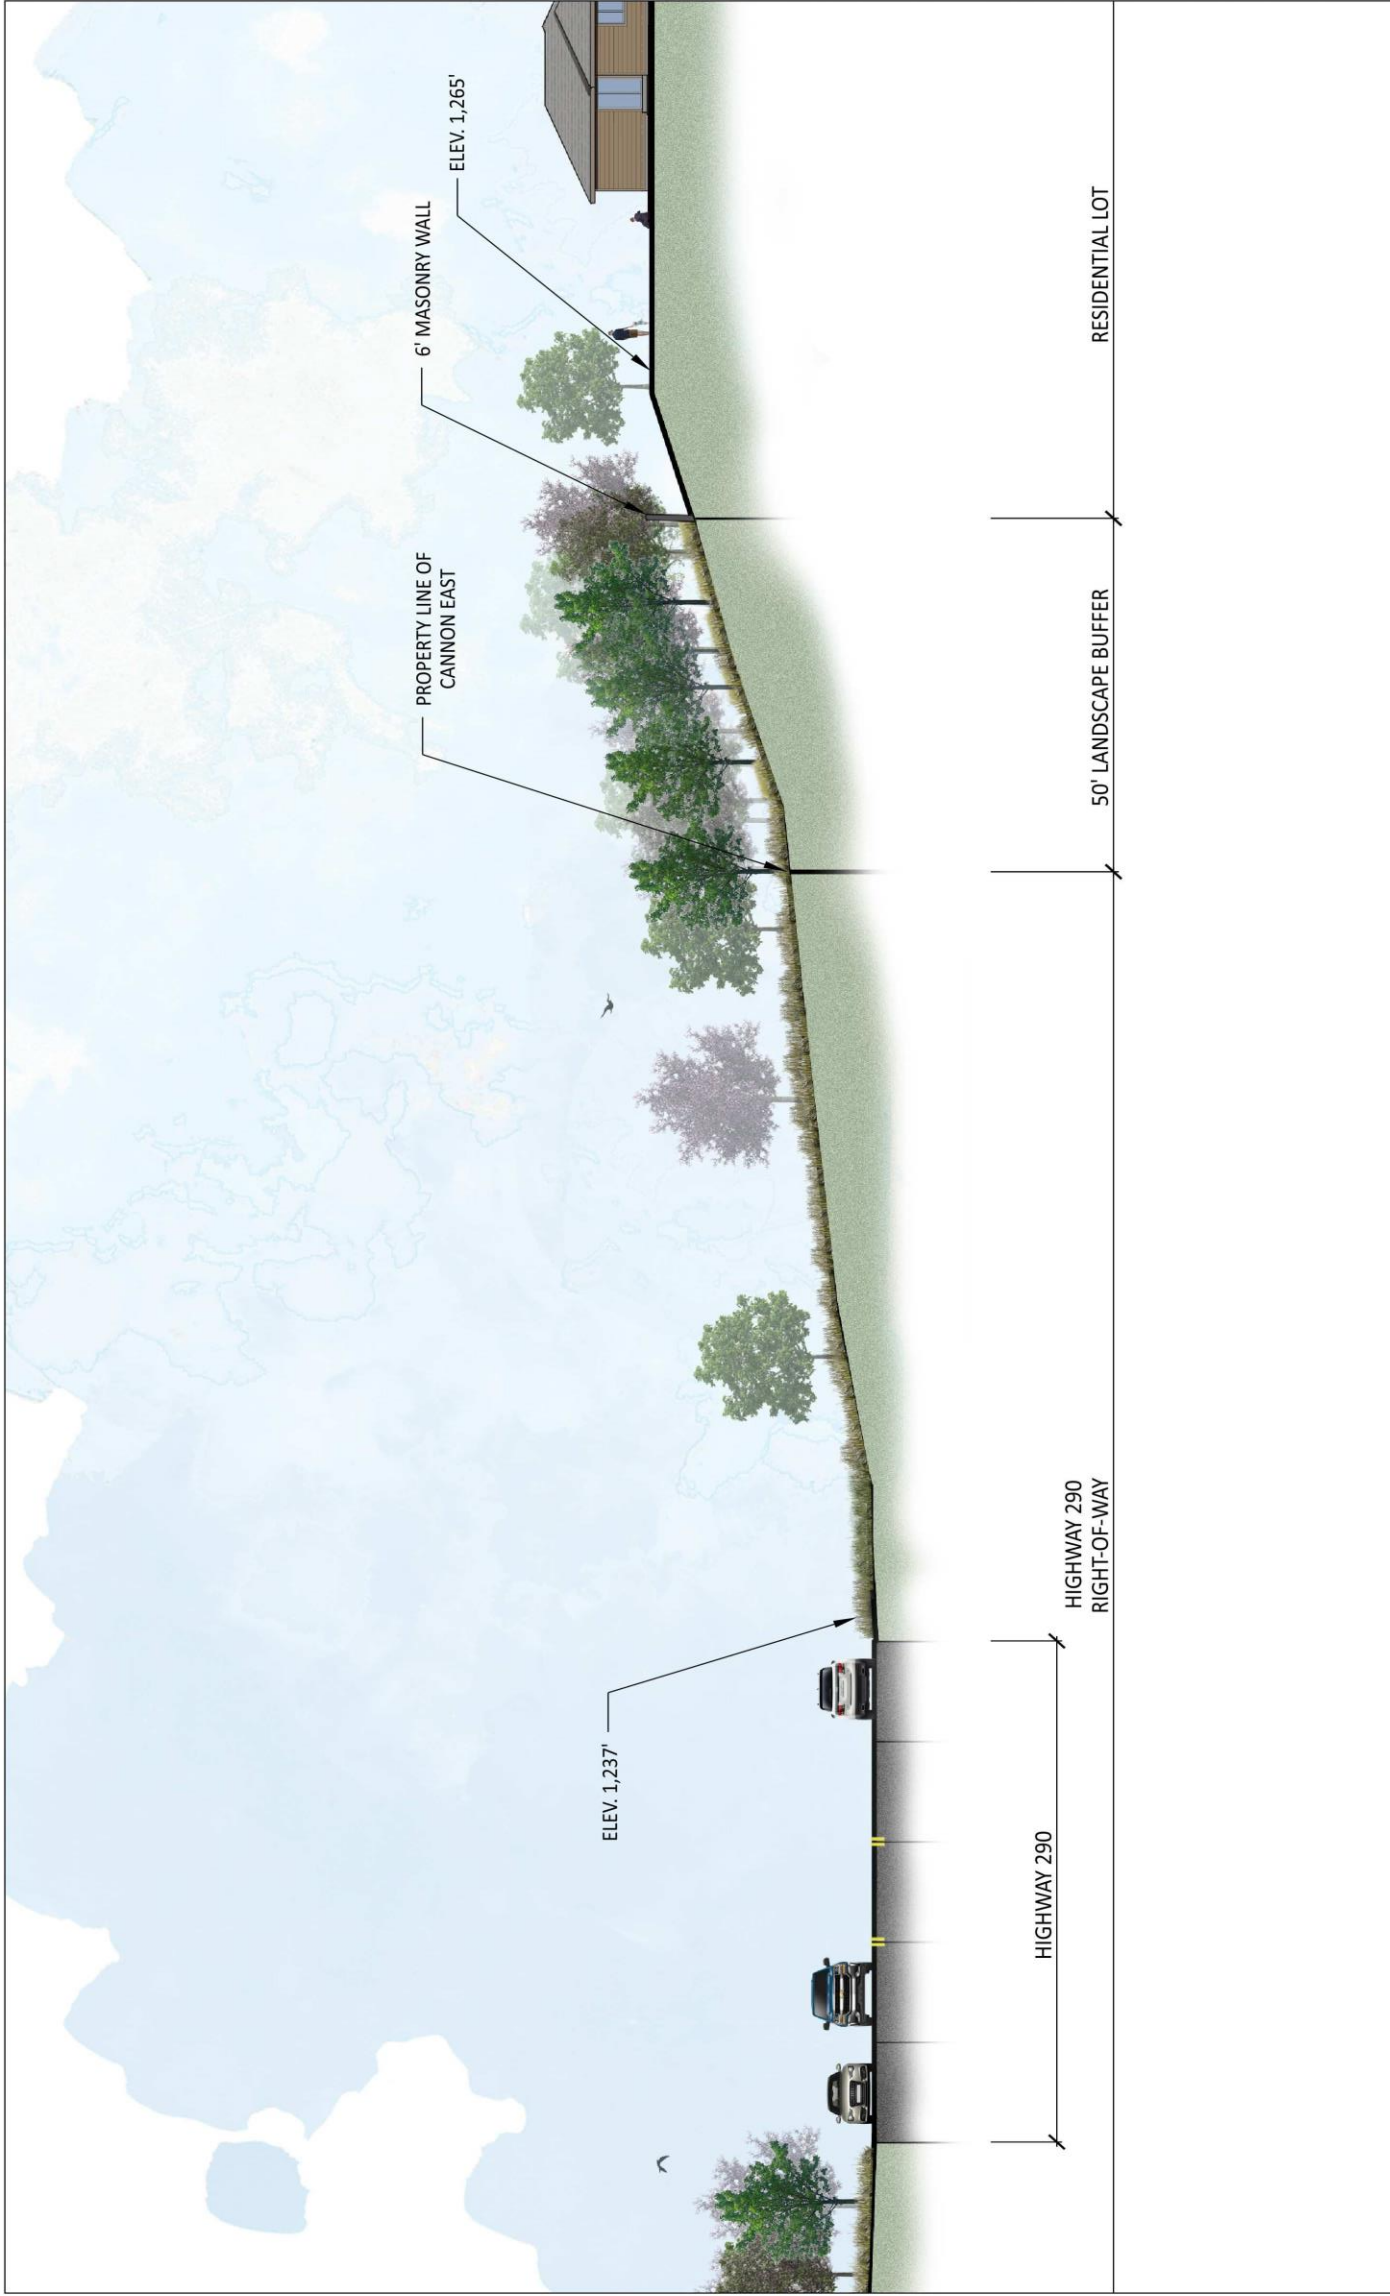 ELEV. 1,237'
PROPERTY LINE OF
CANNON EAST
6' MASONRY WALL
ELEV. 1,265'
HIGHWAY 290
HIGHWAY 290
RIGHT-OF-WAY
50' LANDSCAPE BUFFER
RESIDENTIAL LOT